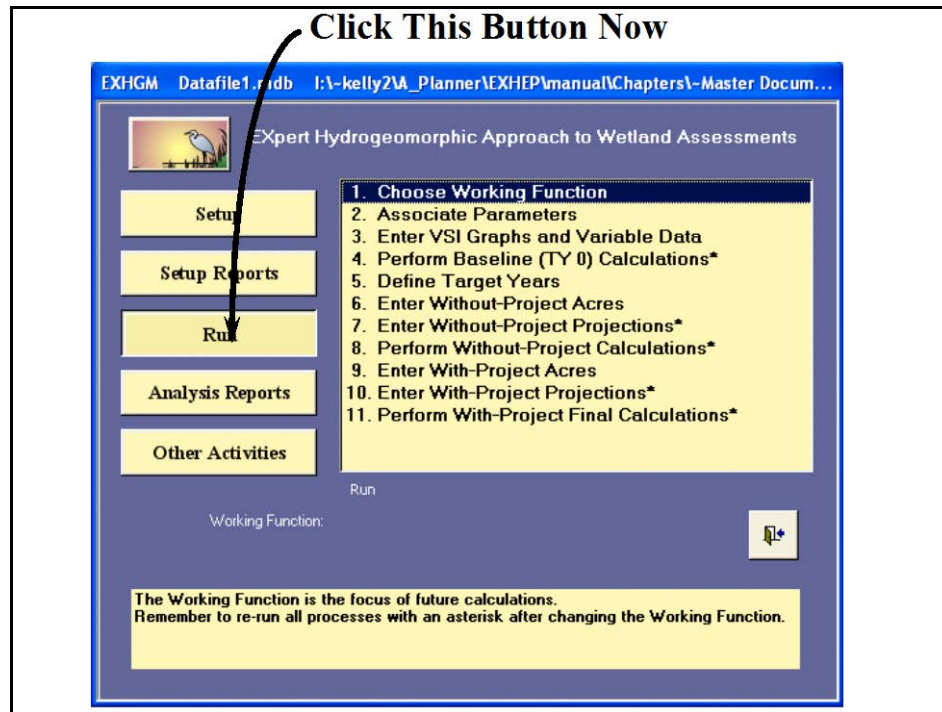 Click This Button Now
EXHGM Datafile1.mdb I:\~kelly2\A_Planner\EXHEP\manual\Chapters\~Master Docum...
EXpert Hydrogeomorphic Approach to Wetland Assessments
Setup
Setup Reports
Run
Analysis Reports
Other Activities
1. Choose Working Function
2. Associate Parameters
3. Enter VSI Graphs and Variable Data
4. Perform Baseline (TY 0) Calculations*
5. Define Target Years
6. Enter Without-Project Acres
7. Enter Without-Project Projections*
8. Perform Without-Project Calculations*
9. Enter With-Project Acres
10. Enter With-Project Projections*
11. Perform With-Project Final Calculations*
Run
Working Function:
The Working Function is the focus of future calculations.
Remember to re-run all processes with an asterisk after changing the Working Function.